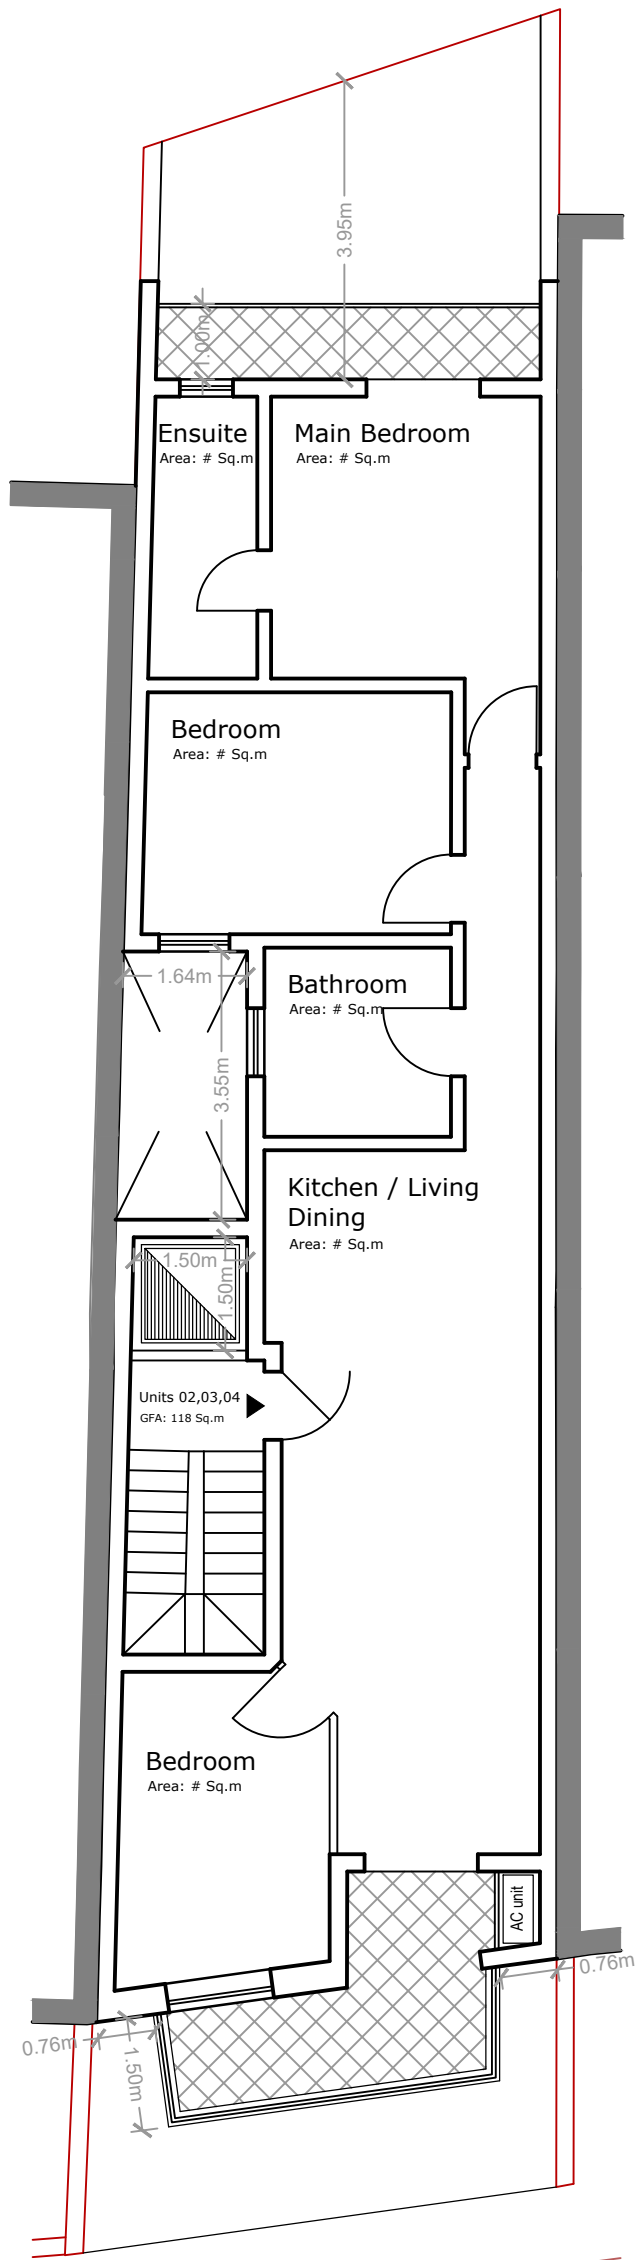 3.95m
1.00m
Ensuite
Area: # Sq.m
Main Bedroom
Area: # Sq.m
Bedroom
Area: # Sq.m
1.64m
Bathroom
Area: # Sq.m
3.55m
Kitchen / Living
Dining
Area: # Sq.m
1.50m
1.50m
Units 02,03,04
GFA: 118 Sq.m
Bedroom
Area: # Sq.m
AC unit
0.76m
0.76m
1.50m